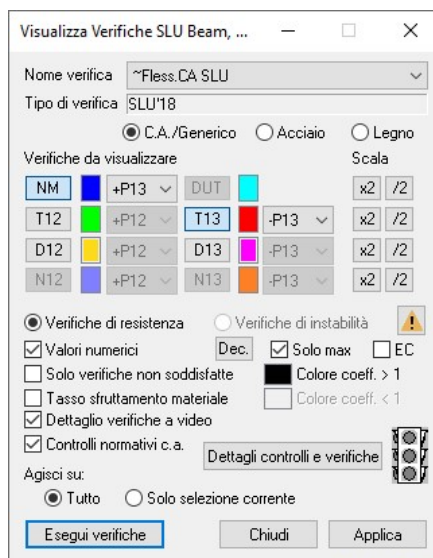 Visualizza Verifiche SLU Beam, ...
Nome verifica ~Fless.CA SLU
Tipo di verifica SLU'18
C.A./Generico Acciaio Legno
Verifiche da visualizzare Scala
NM +P13 DUT x2 /2
T12 +P12 T13 -P13 x2 /2
D12 +P12 D13 -P13 x2 /2
N12 +P12 N13 -P13 x2 /2
Verifiche di resistenza Verifiche di instabilità
Valori numerici Dec. Solo max EC
Solo verifiche non soddisfatte Colore coeff. > 1
Tasso sfruttamento materiale Colore coeff. < 1
Dettaglio verifiche a video
Controlli normativi c.a. Dettagli controlli e verifiche
Agisci su:
Tutto Solo selezione corrente
Esegui verifiche Chiudi Applica